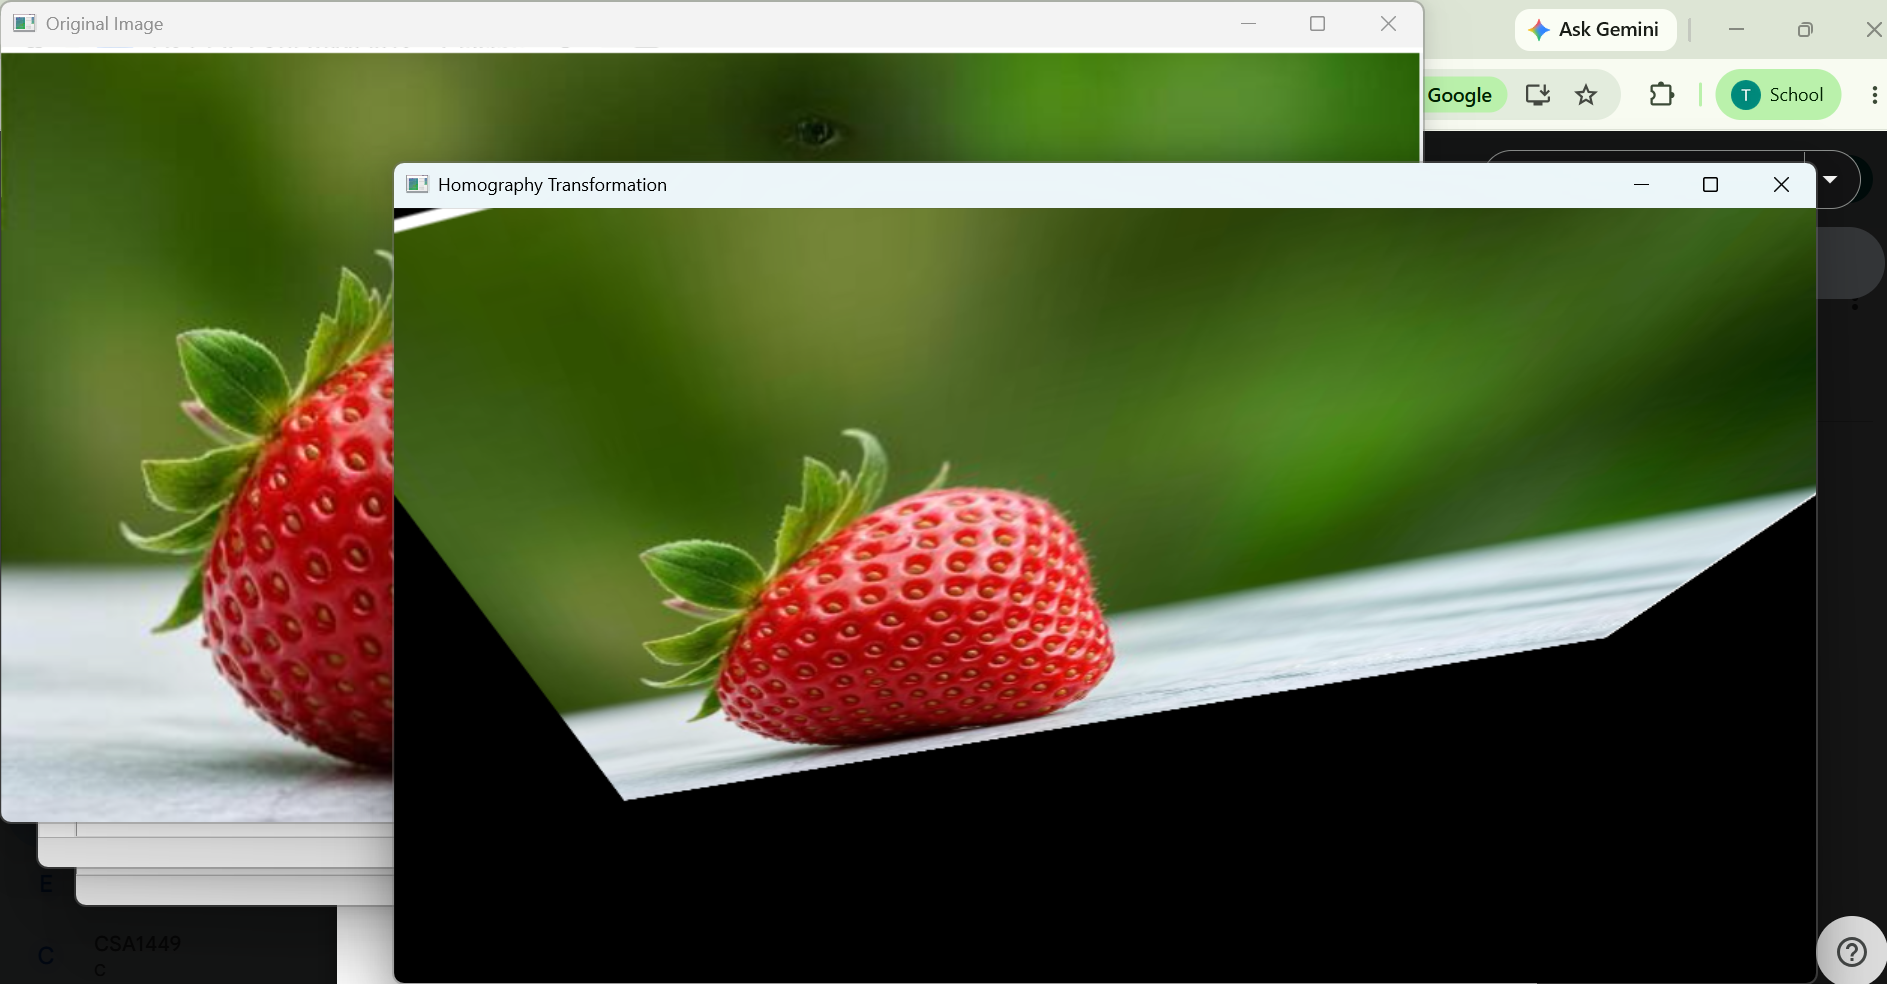 Original Image
Ask Gemini
Google
T
School
Homography Transformation
E
CSA1449
C
C